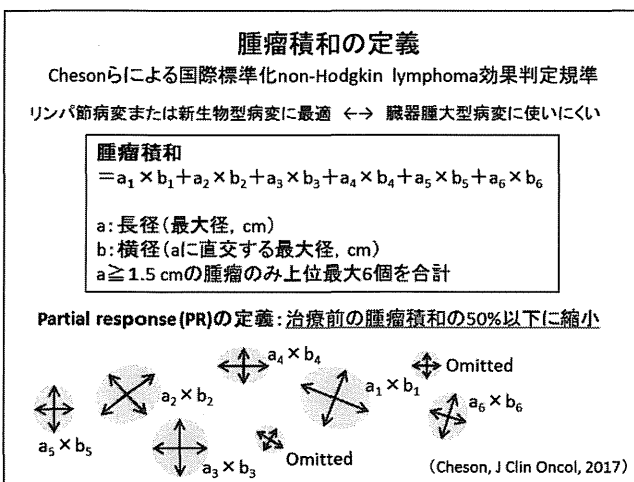 腫瘤積和の定義
Chesonらによる国際標準化non-Hodgkin lymphoma効果判定規準
リンパ節病変または新生物型病変に最適 ↔ 臓器腫大型病変に使いにくい
腫瘤積和
＝a₁×b₁＋a₂×b₂＋a₃×b₃＋a₄×b₄＋a₅×b₅＋a₆×b₆
a：長径（最大径, cm）
b：横径（aに直交する最大径, cm）
a≧1.5 cmの腫瘤のみ上位最大6個を合計
Partial response（PR）の定義：治療前の腫瘤積和の50%以下に縮小
a₄×b₄
Omitted
a₂×b₂
a₁×b₁
a₆×b₆
a₅×b₅
a₃×b₃
Omitted
（Cheson, J Clin Oncol, 2017）